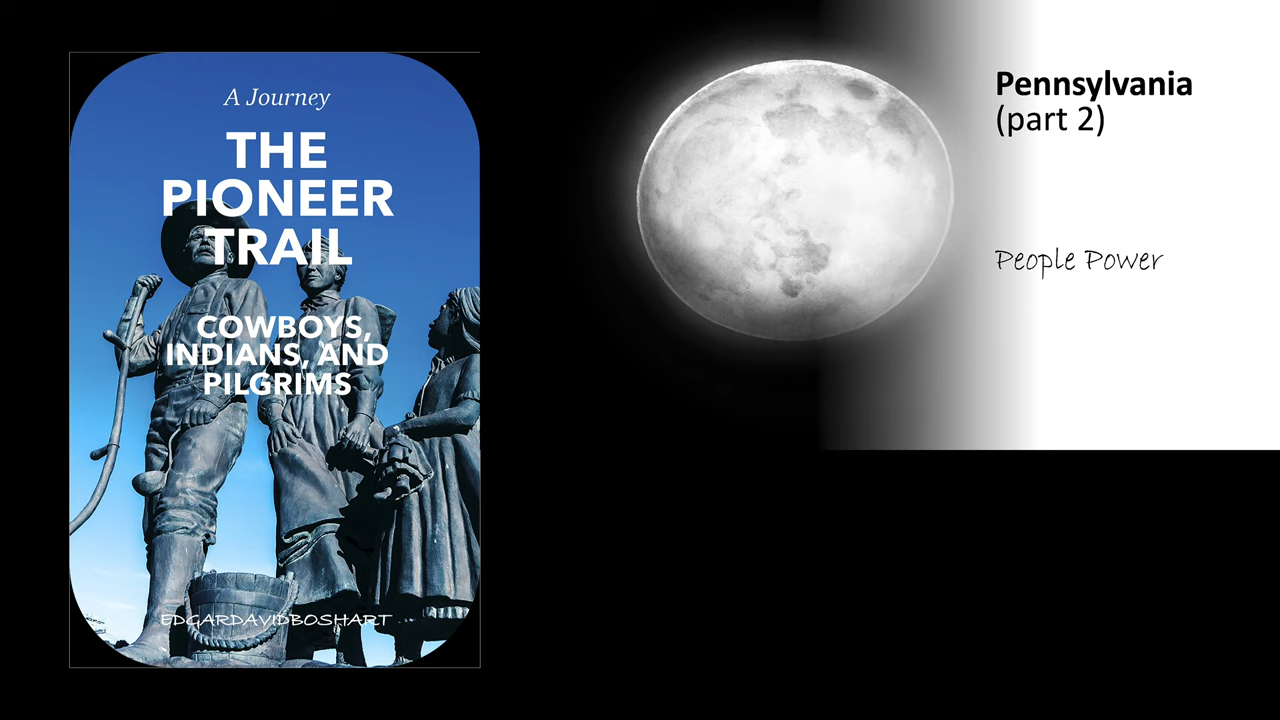 A Journey
THE
PIONEER
TRAIL
COWBOYS,
INDIANS, AND
PILGRIMS
EDGARDAVIDBOSHART
Pennsylvania
(part 2)
People Power